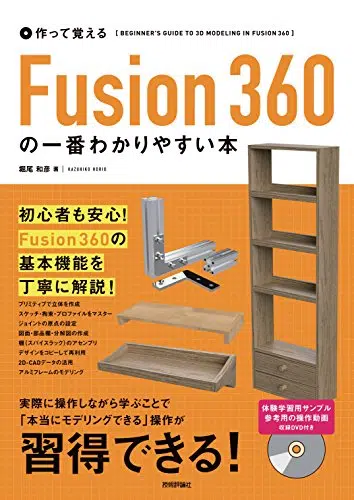 作って覚える [ BEGINNER'S GUIDE TO 3D MODELING IN FUSION 360 ]
Fusion 360
の一番わかりやすい本
堀尾 和彦 著 KAZUHIKO HORIO
初心者も安心!
Fusion360の
基本機能を
丁寧に解説!
プリミティブで立体を作成
スケッチ・拘束・プロファイルをマスター
ジョイントの原点の設定
図面・部品欄・分解図の作成
棚(スパイスラック)のアセンブリ
デザインをコピーして再利用
2D-CADデータの活用
アルミフレームのモデリング
実際に操作しながら学ぶことで
「本当にモデリングできる」操作が
習得できる!
体験学習用サンプル
参考用の操作動画
収録DVD付き
技術評論社